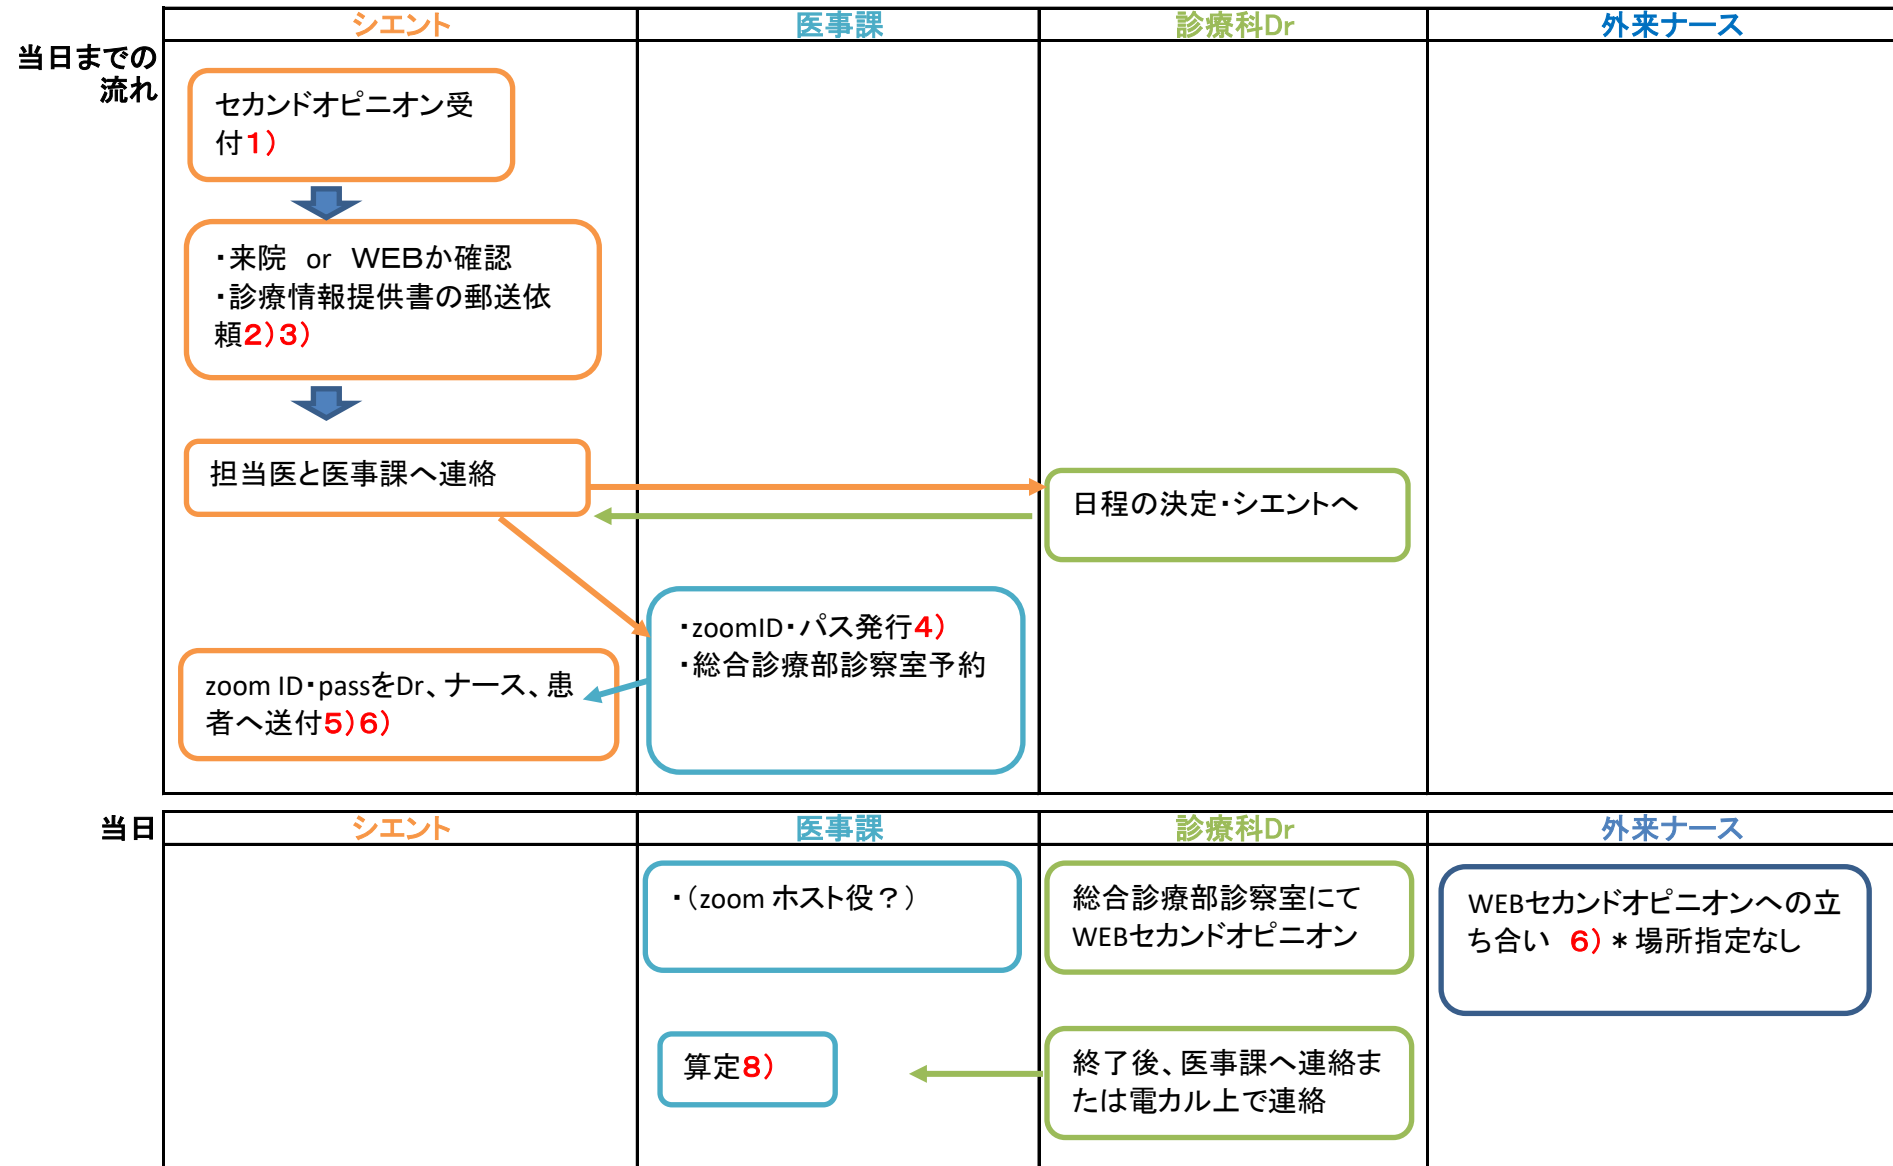 シエント
医事課
診療科Dr
外来ナース
当日までの
流れ
セカンドオピニオン受
付1)
・来院　or　WEBか確認
・診療情報提供書の郵送依
頼2)3)
担当医と医事課へ連絡
日程の決定・シエントへ
・zoomID・パス発行4)
・総合診療部診察室予約
zoom ID・passをDr、ナース、患
者へ送付5)6)
当日
シエント
医事課
診療科Dr
外来ナース
・（zoom ホスト役？）
総合診療部診察室にて
WEBセカンドオピニオン
WEBセカンドオピニオンへの立
ち合い　6)＊場所指定なし
算定8)
終了後、医事課へ連絡ま
たは電カル上で連絡